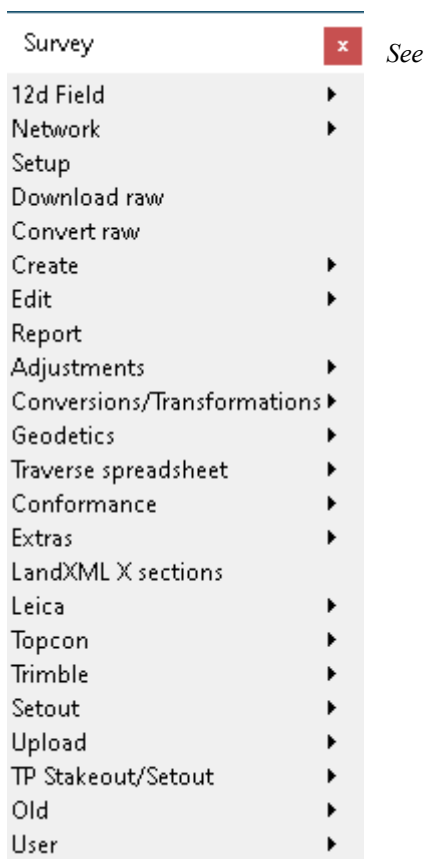 Survey x See
12d Field
Network
Setup
Download raw
Convert raw
Create
Edit
Report
Adjustments
Conversions/Transformations
Geodetics
Traverse spreadsheet
Conformance
Extras
LandXML X sections
Leica
Topcon
Trimble
Setout
Upload
TP Stakeout/Setout
Old
User